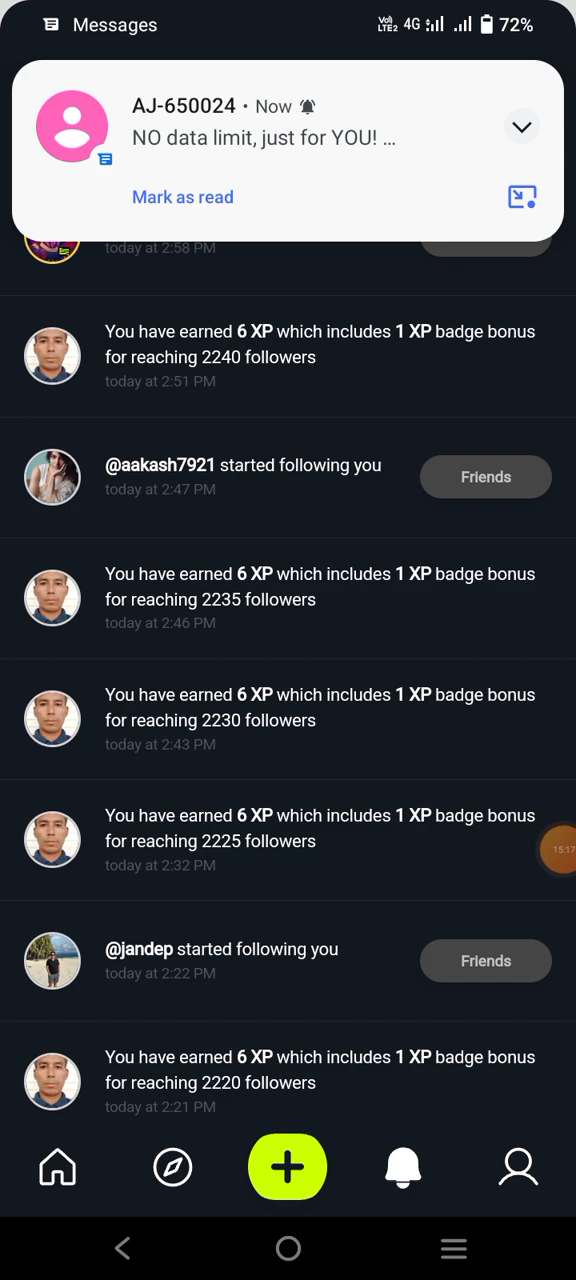 Messages
Vo)
LTE2 4G 72%
AJ-650024 • Now
NO data limit, just for YOU! ...
Mark as read
today at 2:58 PM
You have earned 6 XP which includes 1 XP badge bonus
for reaching 2240 followers
today at 2:51 PM
@aakash7921 started following you
Friends
today at 2:47 PM
You have earned 6 XP which includes 1 XP badge bonus
for reaching 2235 followers
today at 2:46 PM
You have earned 6 XP which includes 1 XP badge bonus
for reaching 2230 followers
today at 2:43 PM
You have earned 6 XP which includes 1 XP badge bonus
for reaching 2225 followers
15:17
today at 2:32 PM
@jandep started following you
Friends
today at 2:22 PM
You have earned 6 XP which includes 1 XP badge bonus
for reaching 2220 followers
today at 2:21 PM